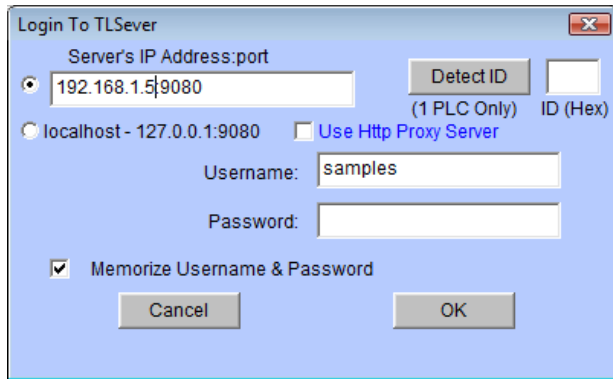 Login To TLSever
Server's IP Address:port
192.168.1.5:9080
Detect ID
(1 PLC Only) ID (Hex)
localhost - 127.0.0.1:9080 Use Http Proxy Server
Username: samples
Password:
Memorize Username & Password
Cancel OK